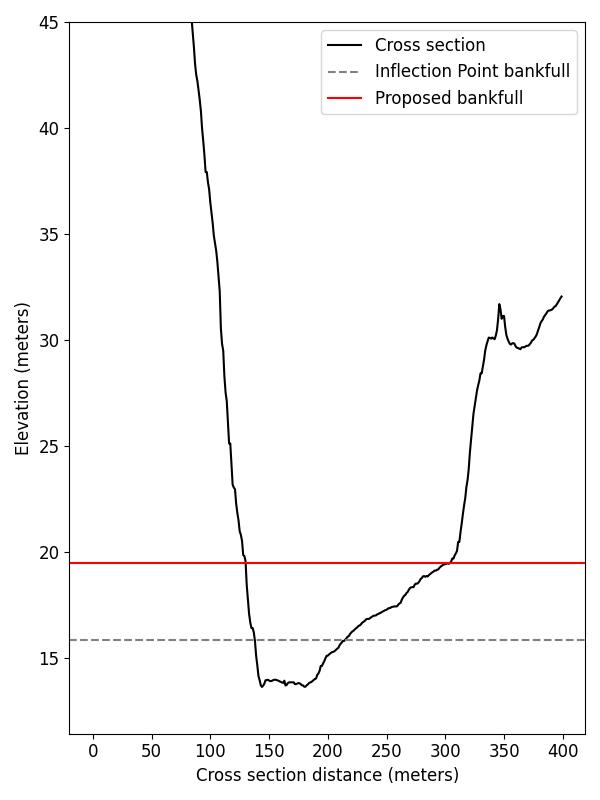 Cross section
Inflection Point bankfull
Proposed bankfull
45
40
35
30
25
20
15
Elevation (meters)
0 50 100 150 200 250 300 350 400
Cross section distance (meters)